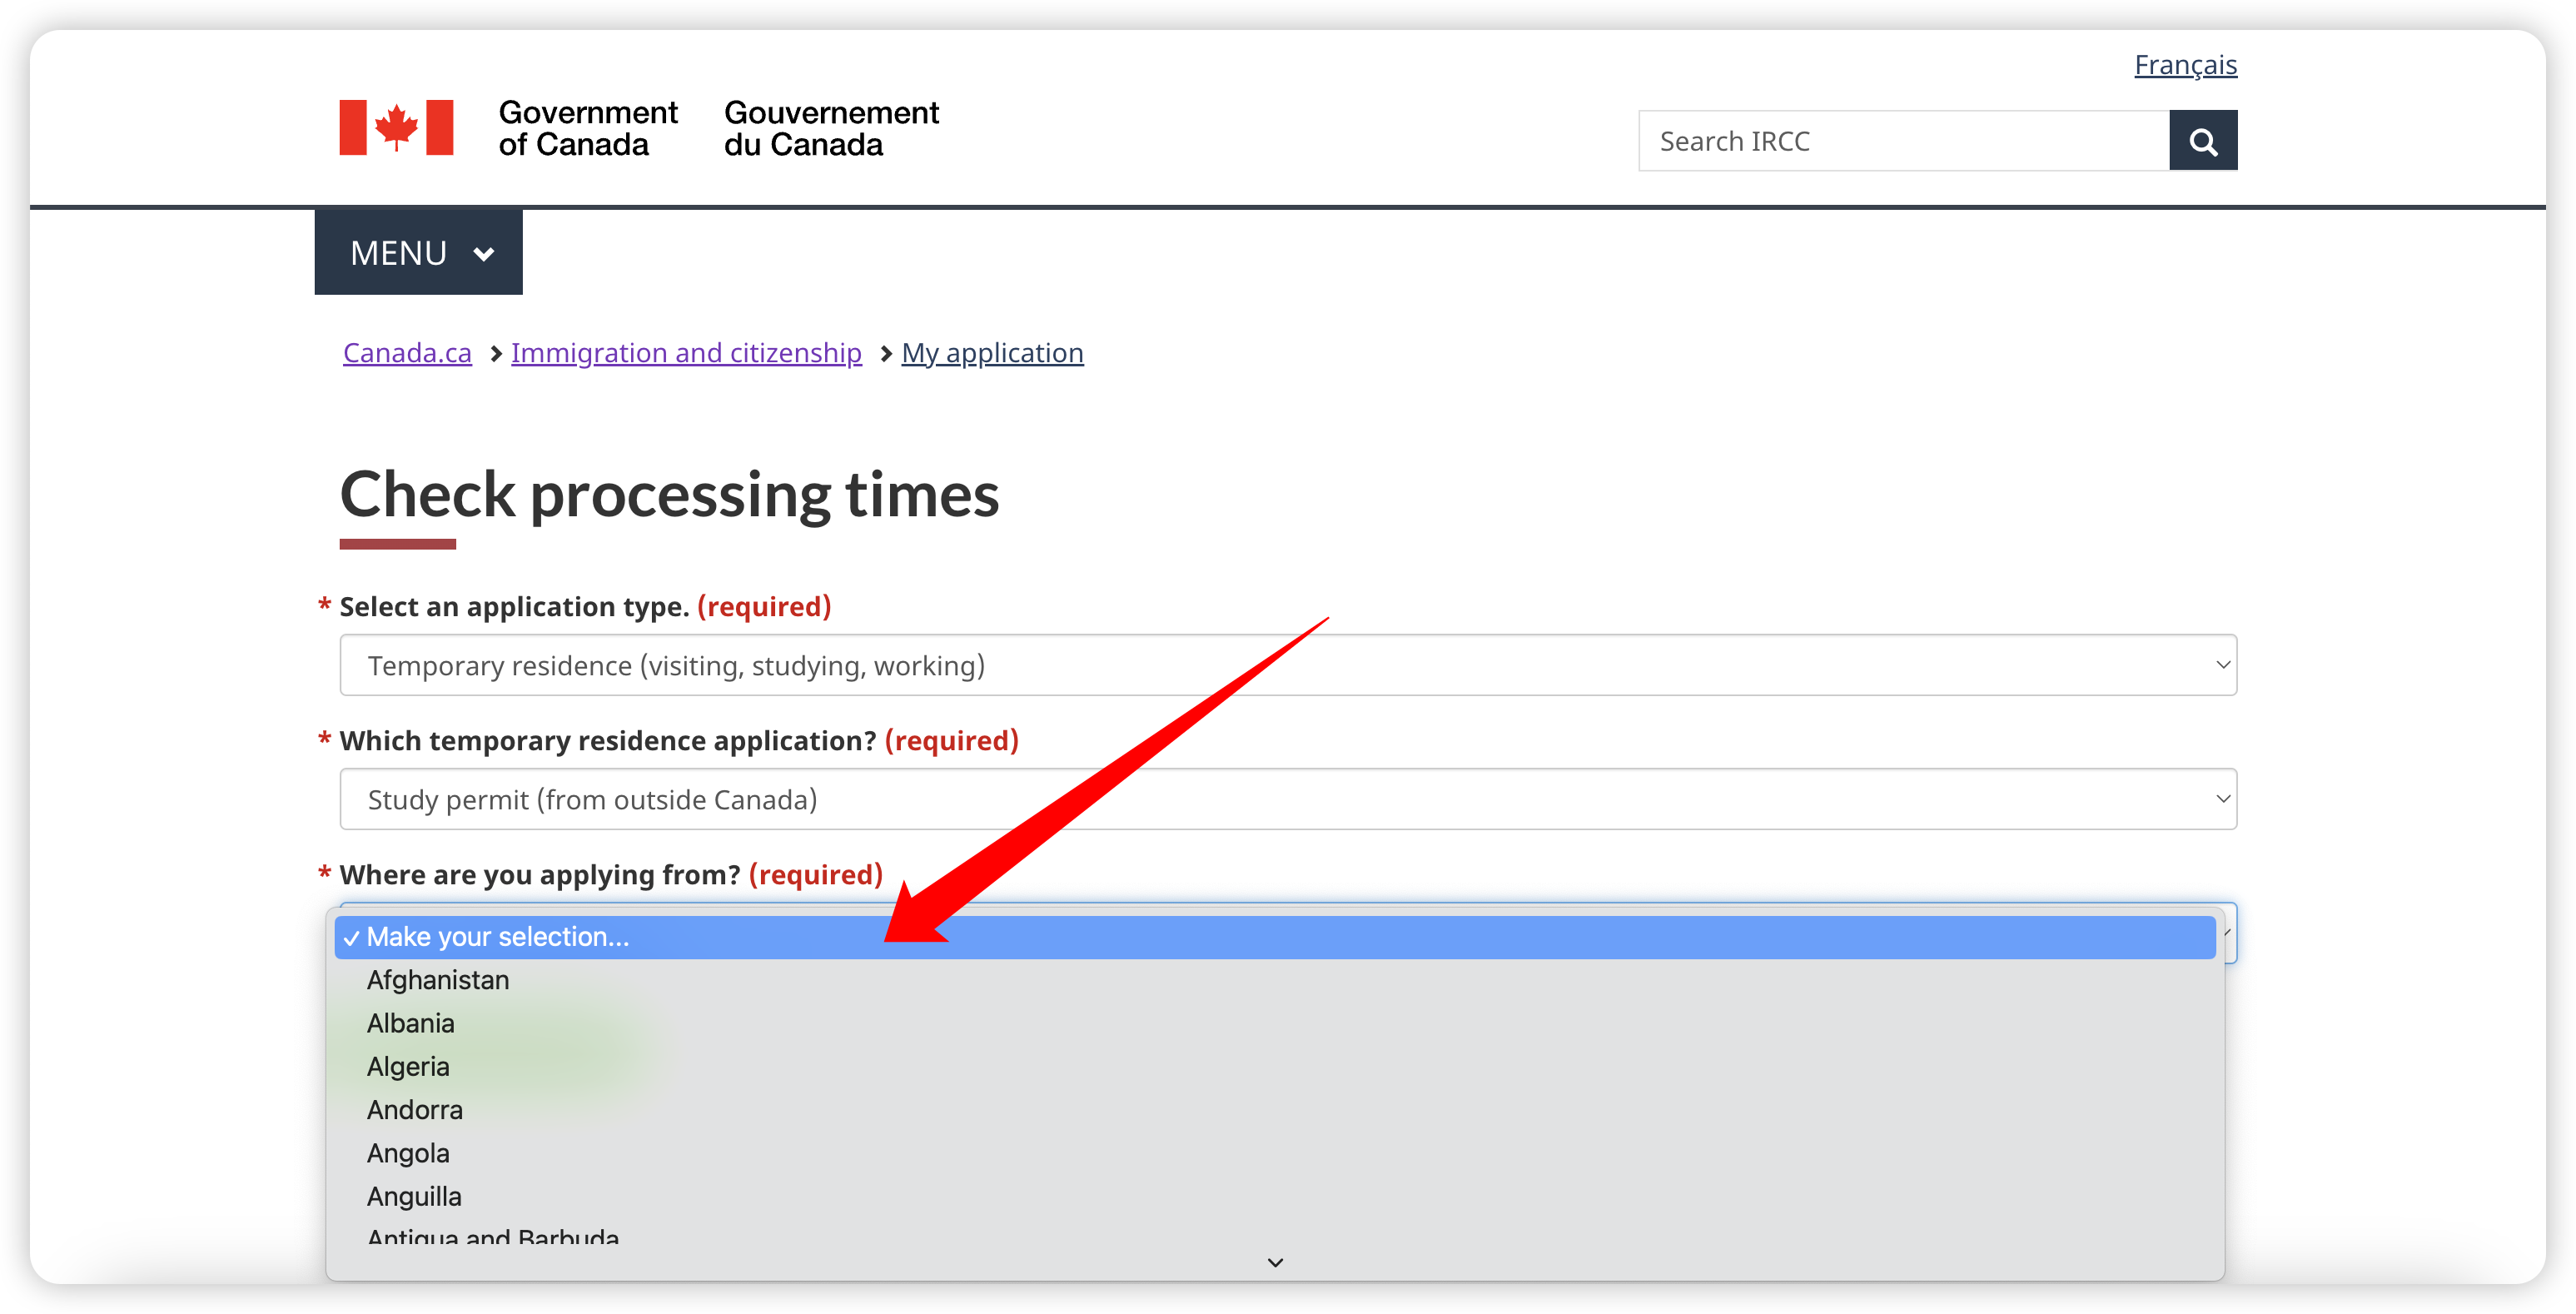 Français
Government
of Canada
Gouvernement
du Canada
Search IRCC
MENU
Canada.ca > Immigration and citizenship > My application
Check processing times
* Select an application type. (required)
Temporary residence (visiting, studying, working)
* Which temporary residence application? (required)
Study permit (from outside Canada)
* Where are you applying from? (required)
✓ Make your selection...
Afghanistan
Albania
Algeria
Andorra
Angola
Anguilla
Antigua and Barbuda